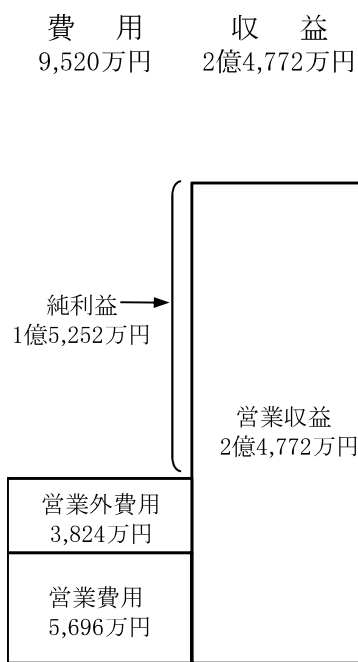 費用 収益
9,520万円 2億4,772万円
純利益
1億5,252万円
営業収益
2億4,772万円
営業外費用
3,824万円
営業費用
5,696万円